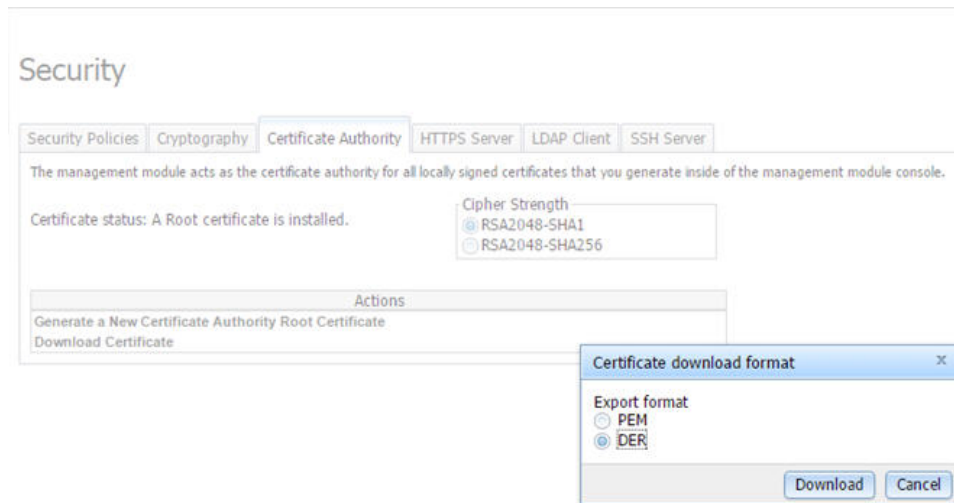 Security
Security Policies Cryptography Certificate Authority HTTPS Server LDAP Client SSH Server
The management module acts as the certificate authority for all locally signed certificates that you generate inside of the management module console.
Certificate status: A Root certificate is installed.
Cipher Strength
RSA2048-SHA1
RSA2048-SHA256
Actions
Generate a New Certificate Authority Root Certificate
Download Certificate
Certificate download format x
Export format
PEM
DER
Download Cancel